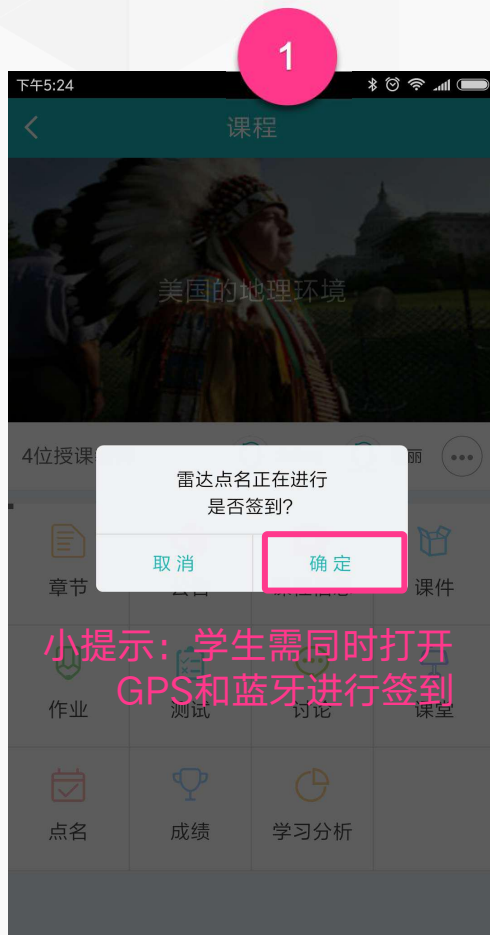 1
下午5:24
课程
美国的地理环境
4位授课
丽
雷达点名正在进行
是否签到?
取消
确定
章节
课件
小提示：学生需同时打开
GPS和蓝牙进行签到
作业
测试
讨论
课堂
点名
成绩
学习分析